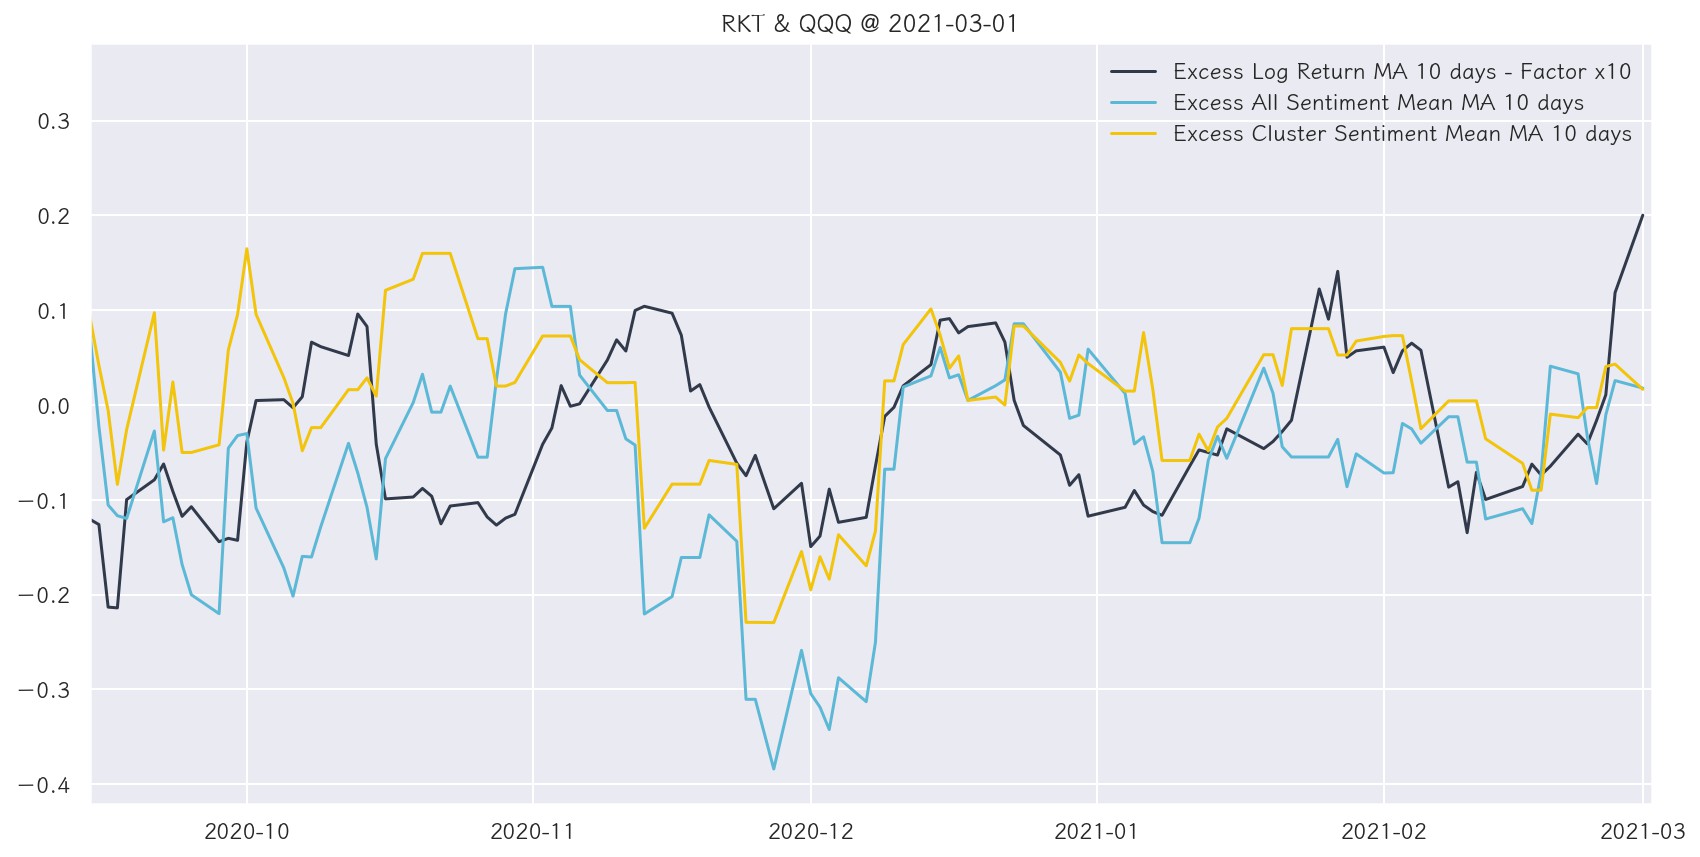 RKT & QQQ @ 2021-03-01
Excess Log Return MA 10 days - Factor x10
Excess All Sentiment Mean MA 10 days
Excess Cluster Sentiment Mean MA 10 days
0.3
0.2
0.1
0.0
−0.1
−0.2
−0.3
−0.4
2020-10 2020-11 2020-12 2021-01 2021-02 2021-03